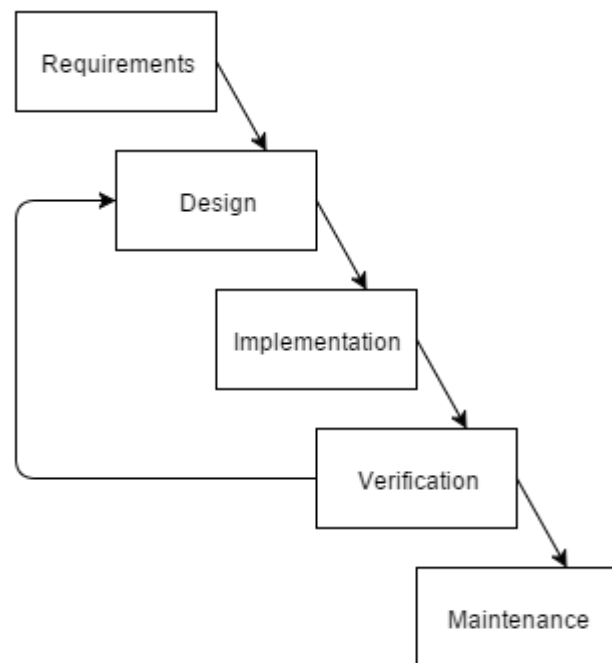 Requirements
Design
Implementation
Verification
Maintenance